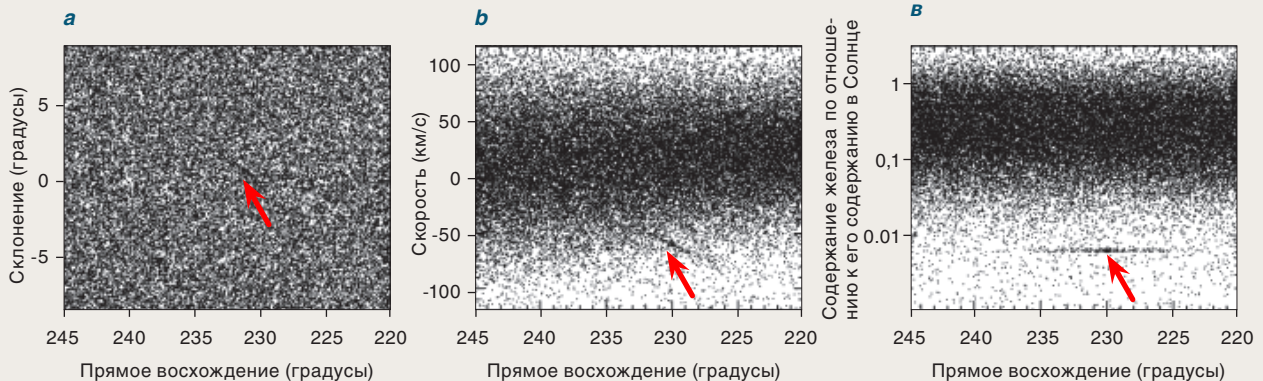 а
Склонение (градусы)
5
0
-5
245 240 235 230 225 220
Прямое восхождение (градусы)
b
Скорость (км/с)
100
50
0
-50
-100
245 240 235 230 225 220
Прямое восхождение (градусы)
в
Содержание железа по отноше-
нию к его содержанию в Солнце
1
0,1
0.01
245 240 235 230 225 220
Прямое восхождение (градусы)